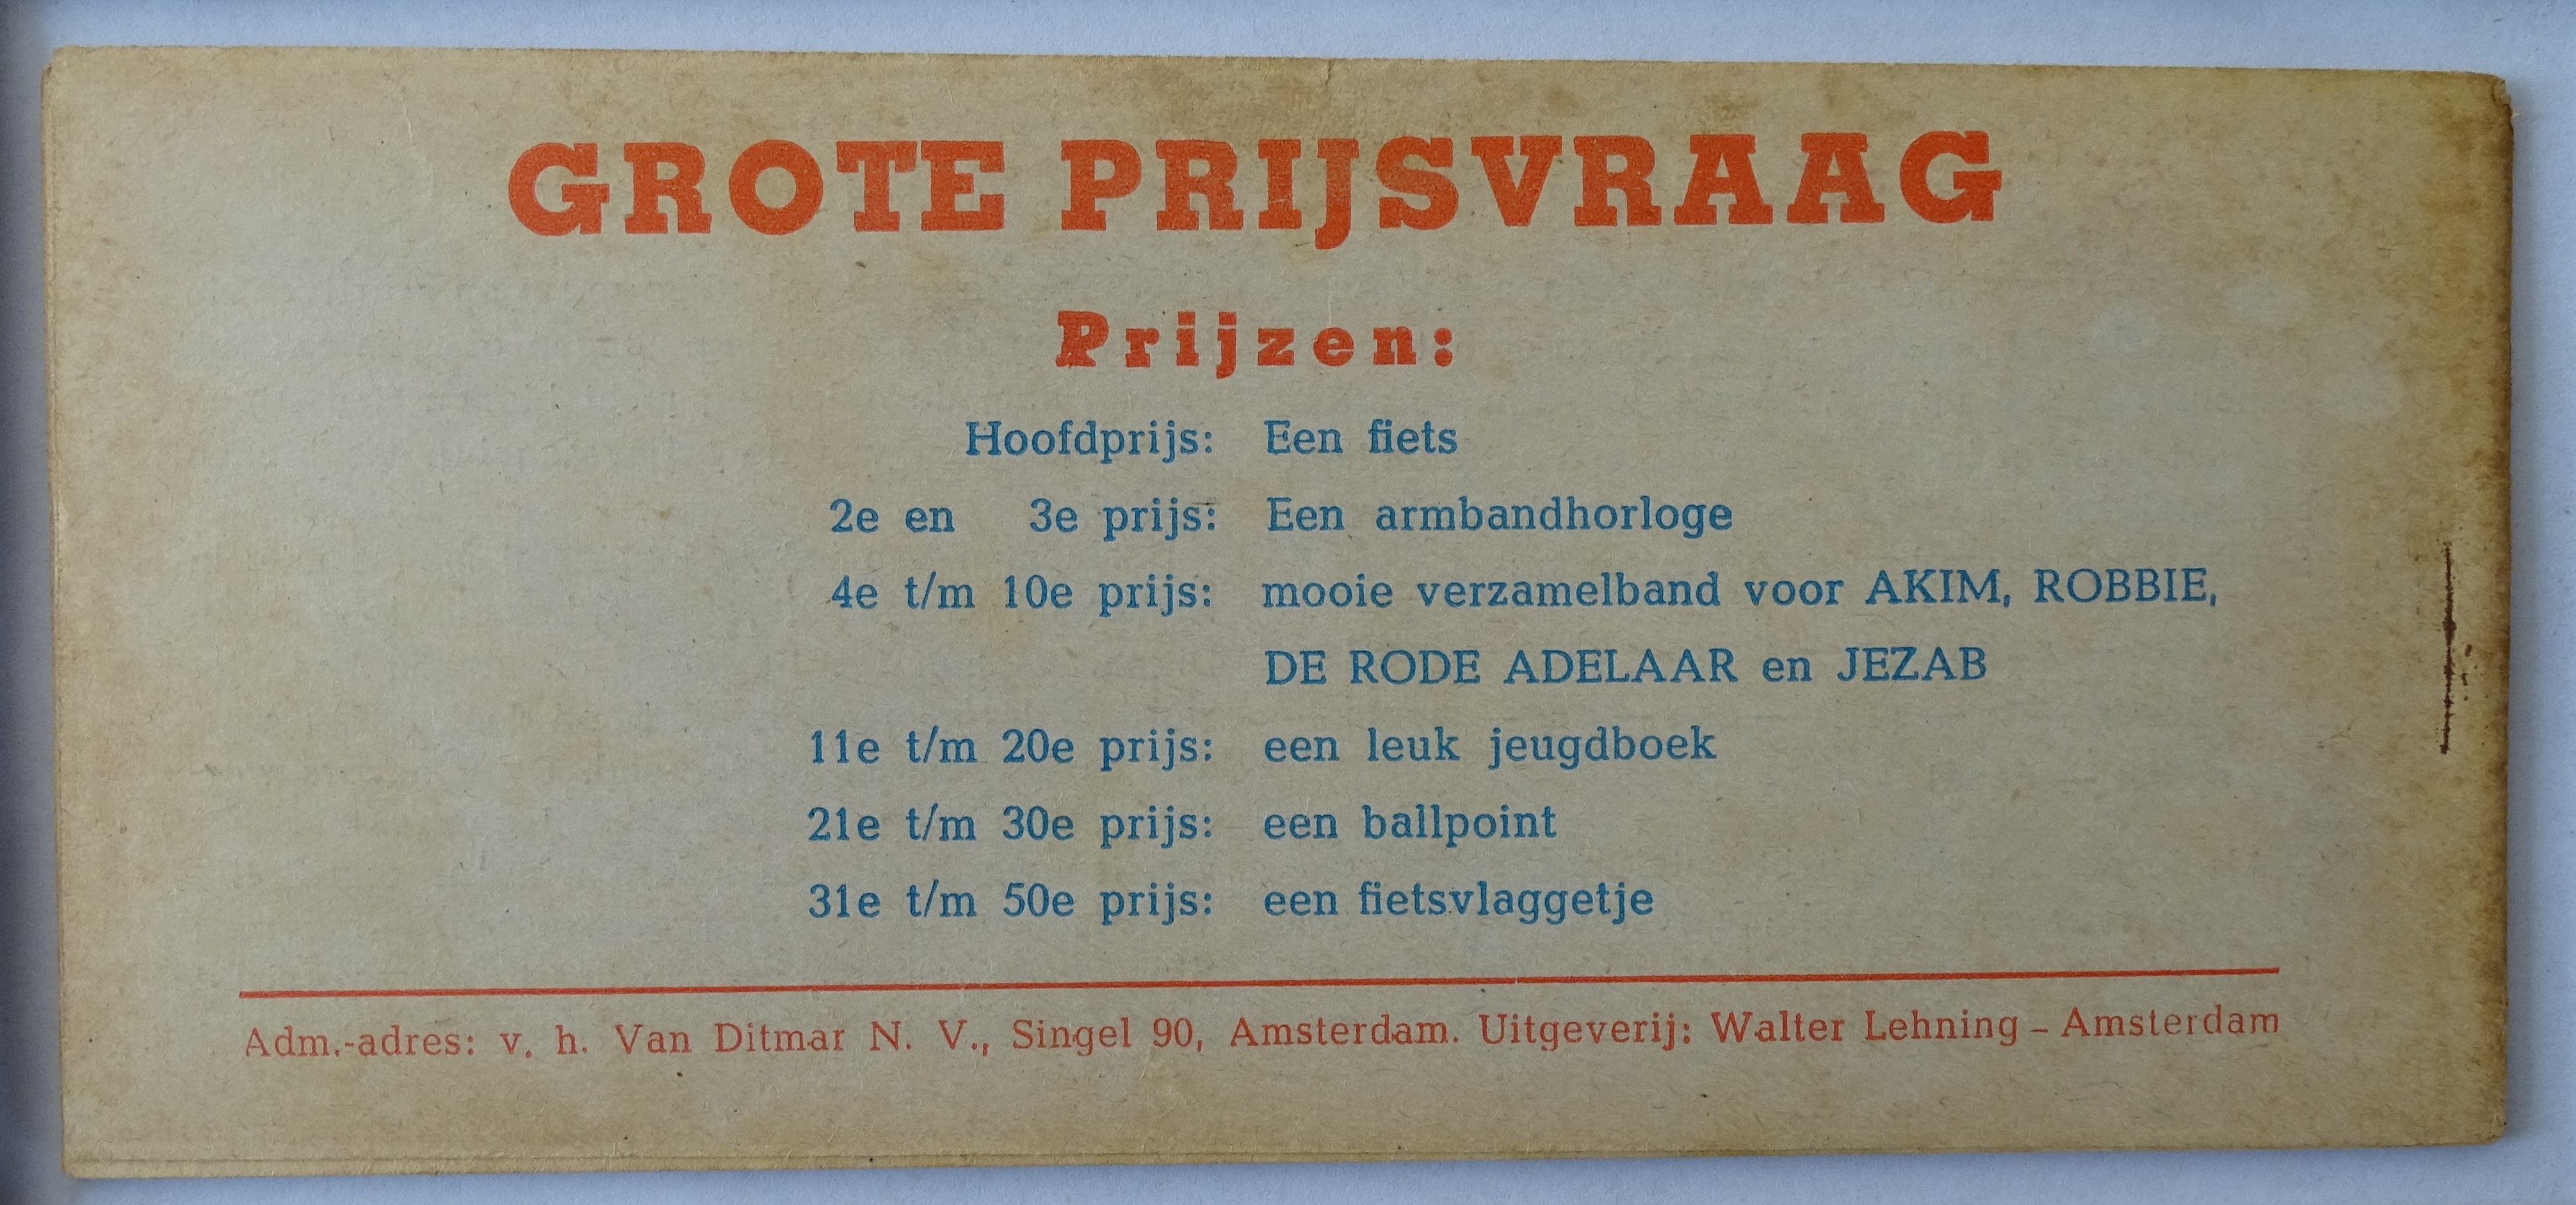 GROTE PRIJSVRAAG
Prijzen:
Hoofdprijs: Een fiets
2e en 3e prijs: Een armbandhorloge
4e t/m 10e prijs: mooie verzamelband voor AKIM, ROBBIE,
DE RODE ADELAAR en JEZAB
11e t/m 20e prijs: een leuk jeugdboek
21e t/m 30e prijs: een ballpoint
31e t/m 50e prijs: een fietsvlaggetje
Adm.-adres: v. h. Van Ditmar N. V., Singel 90, Amsterdam. Uitgeverij: Walter Lehning – Amsterdam